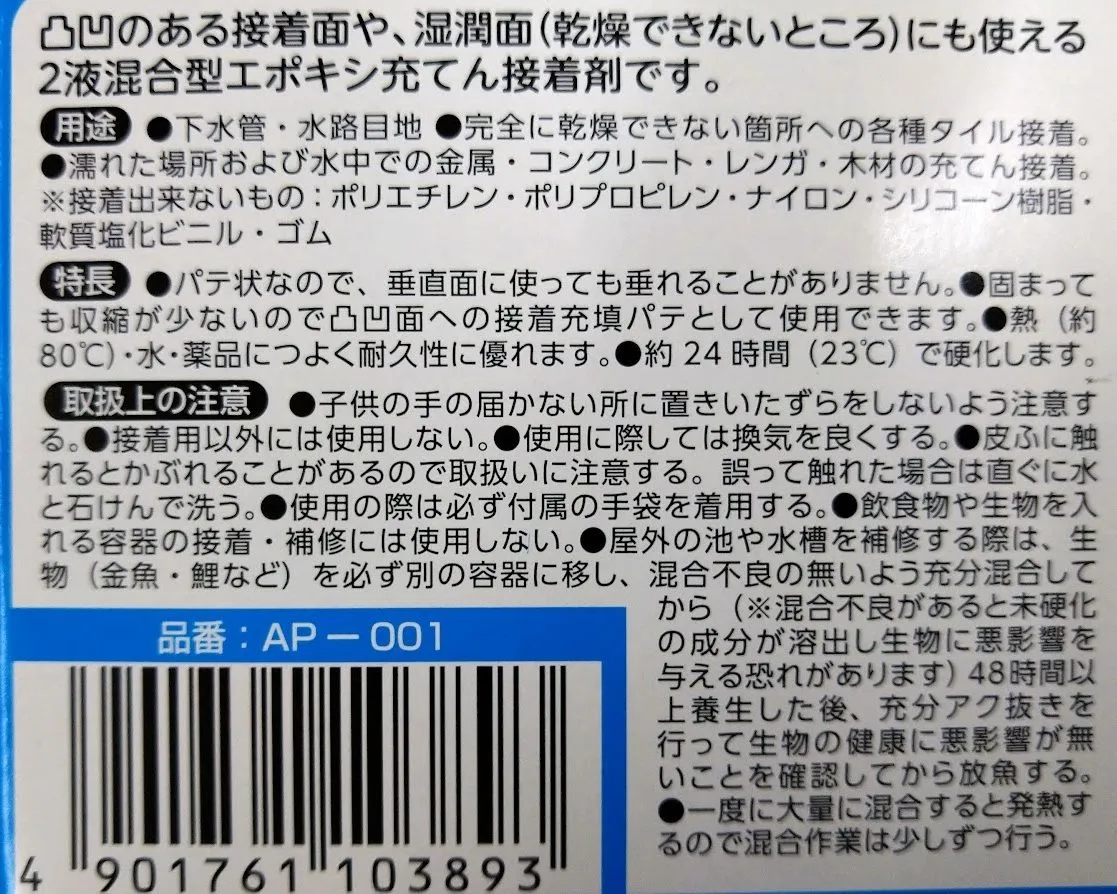 凸凹のある接着面や、湿潤面(乾燥できないところ)にも使える
2液混合型エポキシ充てん接着剤です。
用途 ●下水管・水路目地 ●完全に乾燥できない箇所への各種タイル接着。
●濡れた場所および水中での金属・コンクリート・レンガ・木材の充てん接着。
※接着出来ないもの：ポリエチレン・ポリプロピレン・ナイロン・シリコーン樹脂・
軟質塩化ビニル・ゴム
特長 ●パテ状なので、垂直面に使っても垂れることがありません。●固まって
も収縮が少ないので凸凹面への接着充填パテとして使用できます。●熱（約
80℃）・水・薬品につよく耐久性に優れます。●約24時間（23℃）で硬化します。
取扱上の注意 ●子供の手の届かない所に置きいたずらをしないよう注意す
る。●接着用以外には使用しない。●使用に際しては換気を良くする。●皮ふに触
れるとかぶれることがあるので取扱いに注意する。誤って触れた場合は直ぐに水
と石けんで洗う。●使用の際は必ず付属の手袋を着用する。●飲食物や生物を入
れる容器の接着・補修には使用しない。●屋外の池や水槽を補修する際は、生
物（金魚・鯉など）を必ず別の容器に移し、混合不良の無いよう充分混合して
から（※混合不良があると未硬化
の成分が溶出し生物に悪影響を
与える恐れがあります）48時間以
上養生した後、充分アク抜きを
行って生物の健康に悪影響が無
いことを確認してから放魚する。
●一度に大量に混合すると発熱す
るので混合作業は少しずつ行う。
品番：AP－001
4 901761 103893